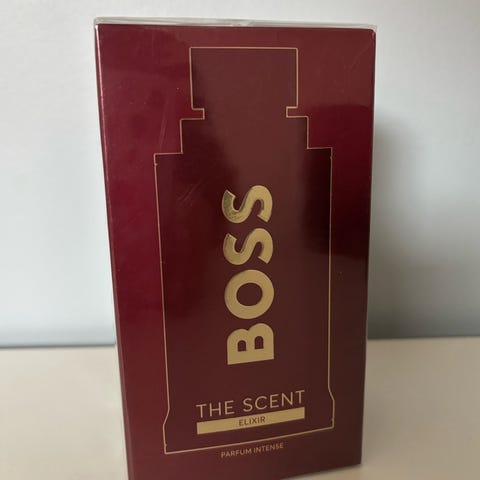 BOSS
THE SCENT
ELIXIR
PARFUM INTENSE